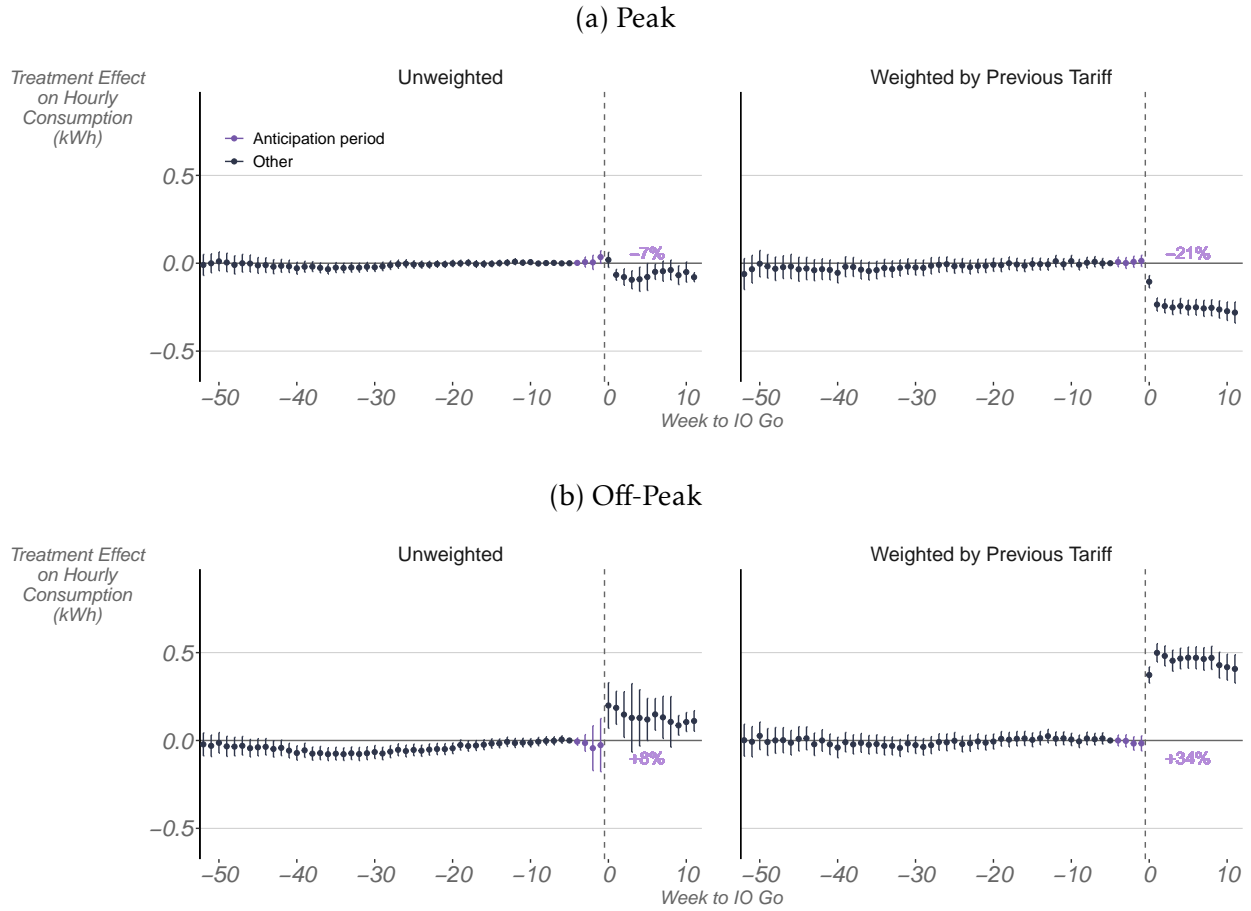 (a) Peak
Treatment Effect
on Hourly
Consumption
(kWh)
Unweighted
Weighted by Previous Tariff
Anticipation period
Other
0.5
0.0
−0.5
−7%
−21%
−50 −40 −30 −20 −10 0 10 −50 −40 −30 −20 −10 0 10
Week to IO Go
(b) Off-Peak
Treatment Effect
on Hourly
Consumption
(kWh)
Unweighted
Weighted by Previous Tariff
0.5
0.0
−0.5
+8%
+34%
−50 −40 −30 −20 −10 0 10 −50 −40 −30 −20 −10 0 10
Week to IO Go